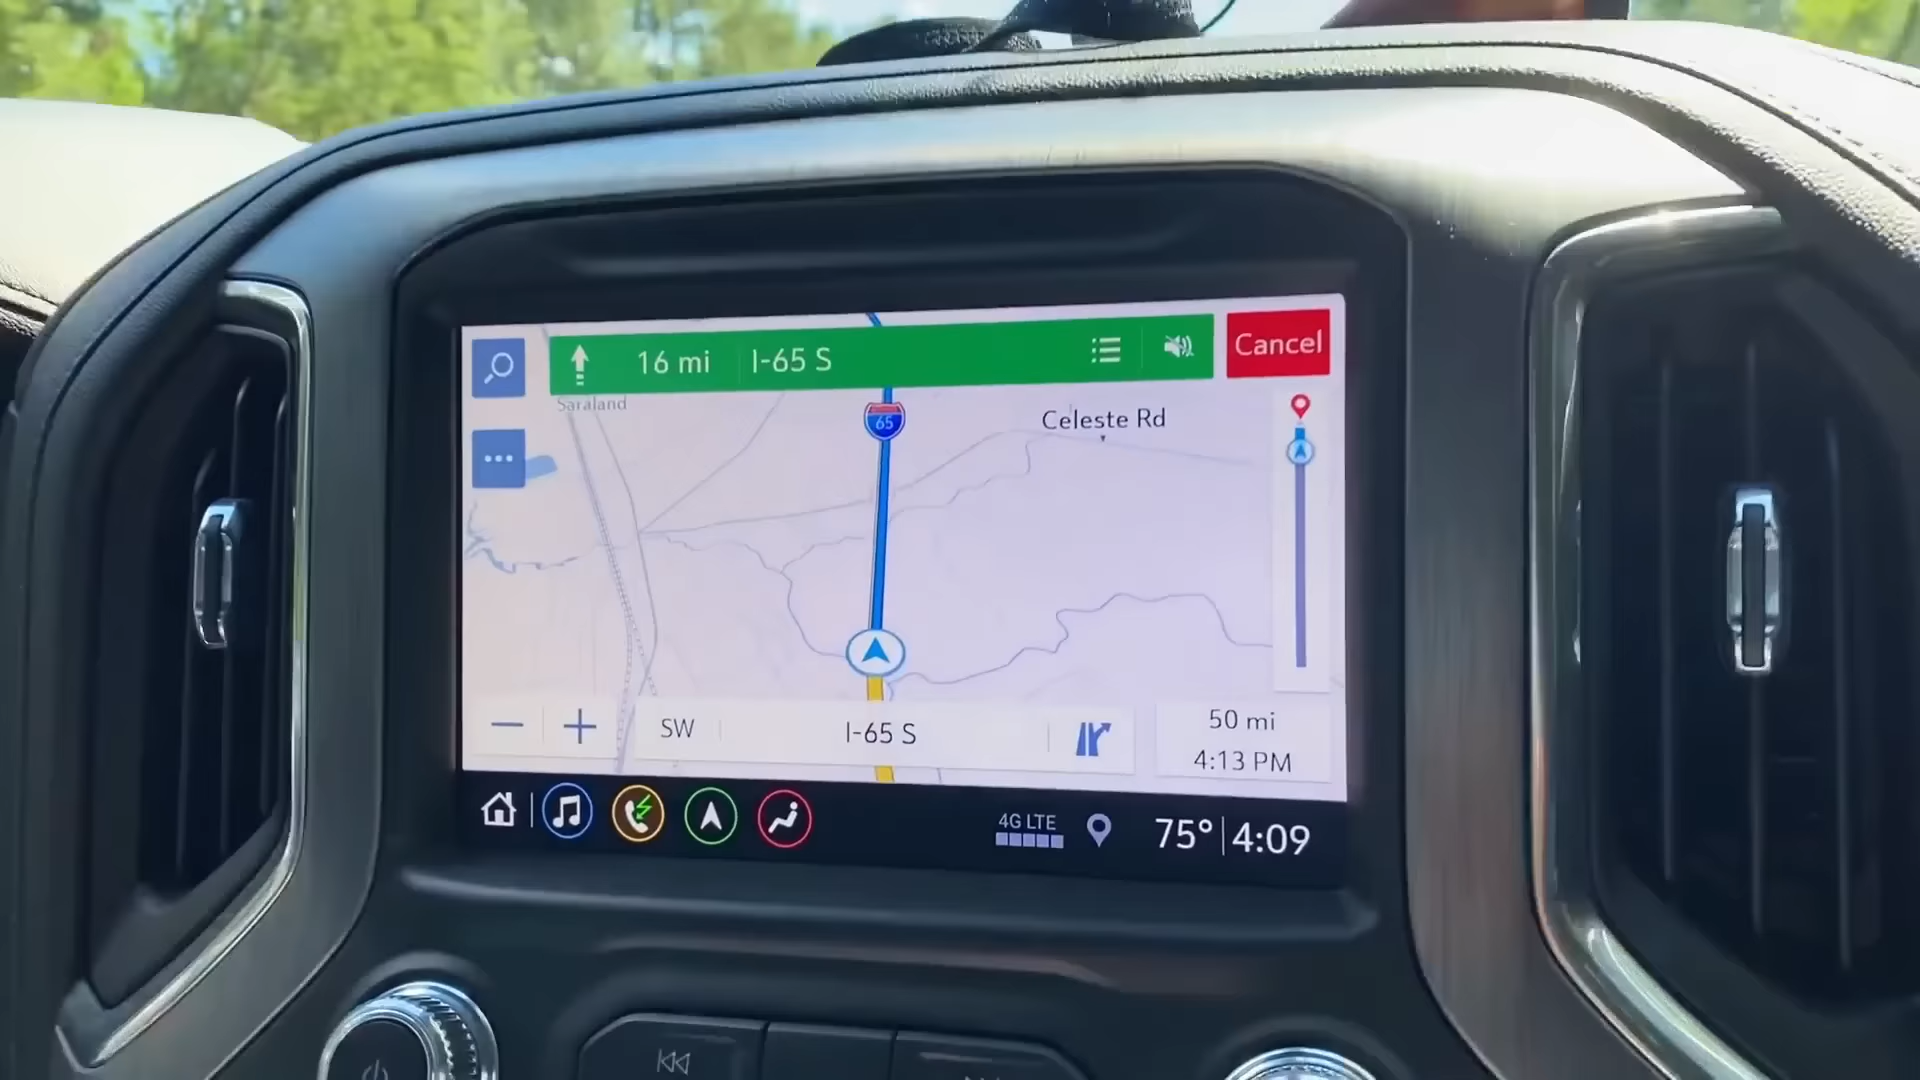 16 mi
I-65 S
Cancel
Saraland
65
Celeste Rd
SW
I-65 S
50 mi
4:13 PM
4G LTE
75°
4:09